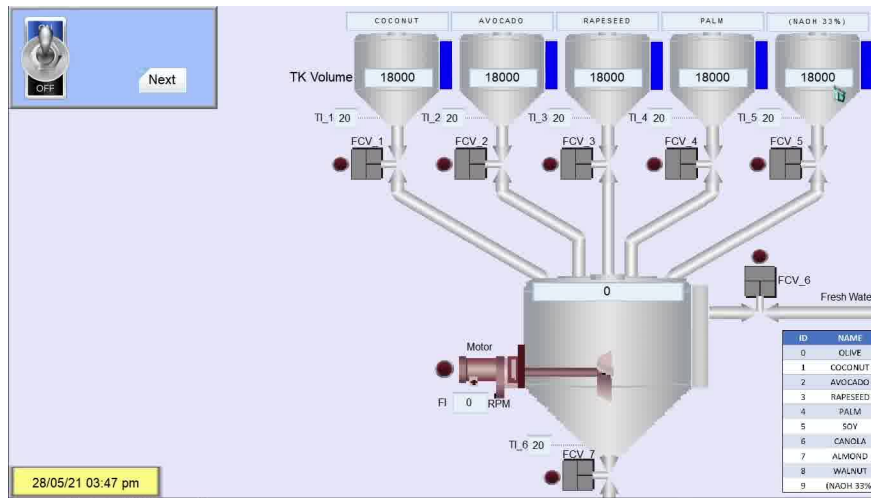 COCONUT AVOCADO RAPESEED PALM (NAOH 33%)
ON
OFF
Next
TK Volume 18000 18000 18000 18000 18000
TI_1 20 TI_2 20 TI_3 20 TI_4 20 TI_5 20
FCV_1 FCV_2 FCV_3 FCV_4 FCV_5
FCV_6
0
Fresh Wate
Motor
FI 0 RPM
TI_6 20
FCV_7
ID NAME
0 OLIVE
1 COCONUT
2 AVOCADO
3 RAPESEED
4 PALM
5 SOY
6 CANOLA
7 ALMOND
8 WALNUT
9 (NAOH 33%
28/05/21 03:47 pm